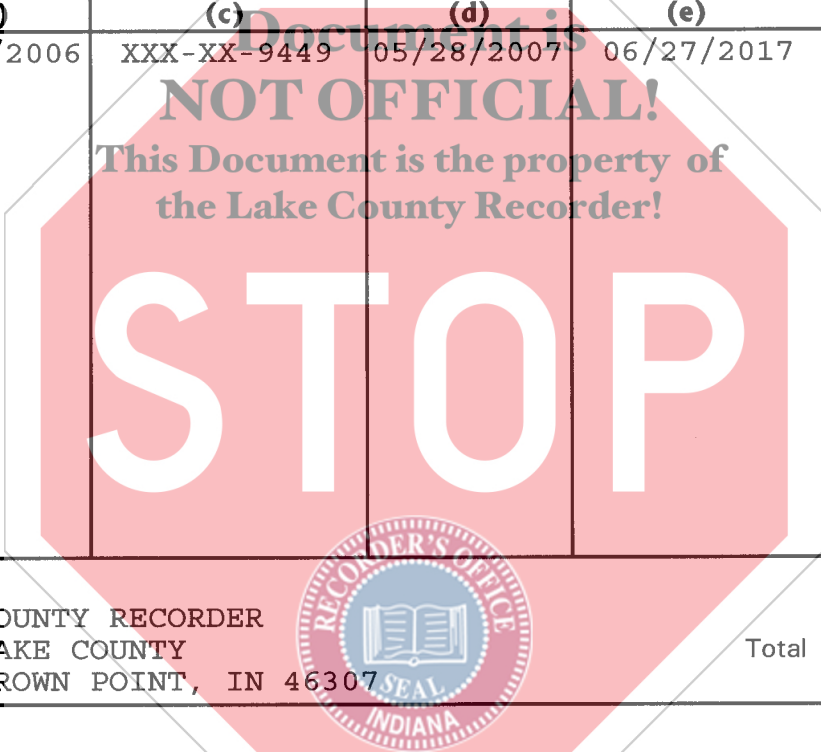 ) (c) (d) (e)
Document is
/2006 XXX-XX-9449 05/28/2007 06/27/2017
NOT OFFICIAL!
This Document is the property of
the Lake County Recorder!
STOP
OUNTY RECORDER
AKE COUNTY
Total
ROWN POINT, IN 46307
RECORDER'S OFFICE
SEAL
INDIANA